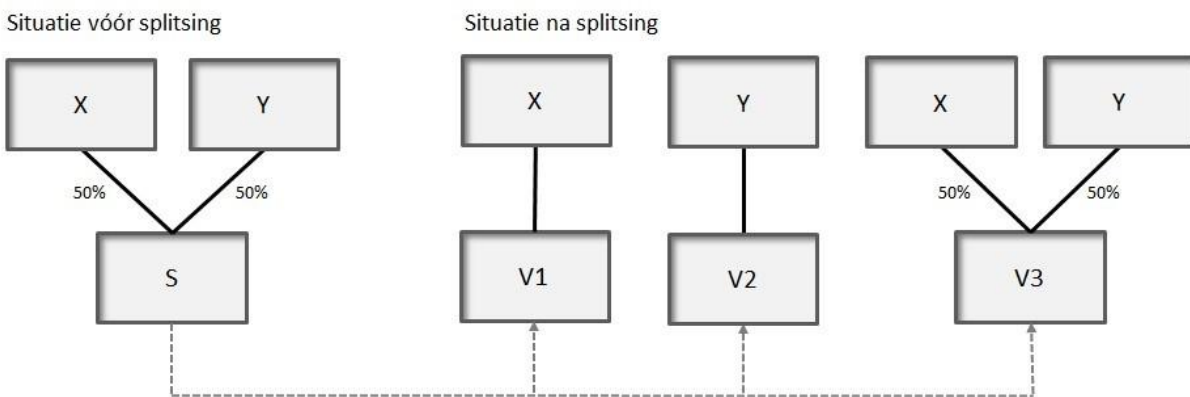 Situatie vóór splitsing
Situatie na splitsing
X
Y
X
Y
X
Y
50%
50%
50%
50%
S
V1
V2
V3